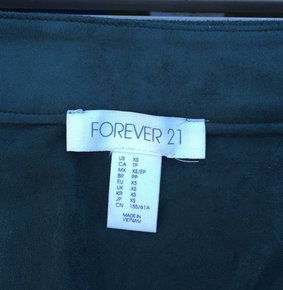 FOREVER 21
US XS
CA TP
MX XS/EP
BR PP
EU XS
UK XS
KR XS
JP XS
CN 155/61A
MADE IN
VIETNAM